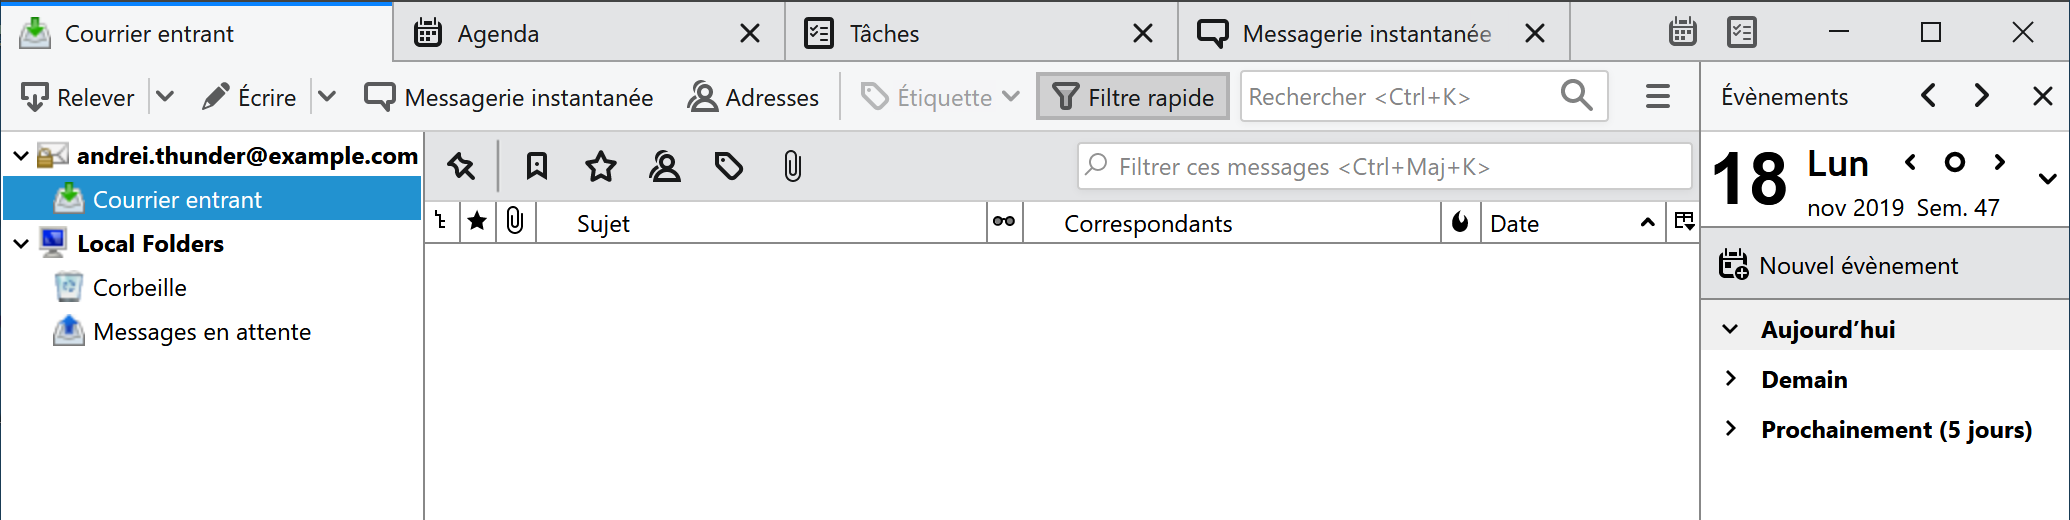 Courrier entrant
Agenda
Tâches
Messagerie instantanée
Relever
Écrire
Messagerie instantanée
Adresses
Étiquette
Filtre rapide
Rechercher <Ctrl+K>
Évènements
andrei.thunder@example.com
Courrier entrant
Local Folders
Corbeille
Messages en attente
Filtrer ces messages <Ctrl+Maj+K>
Sujet
Correspondants
Date
18
Lun
nov 2019 Sem. 47
Nouvel évènement
Aujourd’hui
Demain
Prochainement (5 jours)